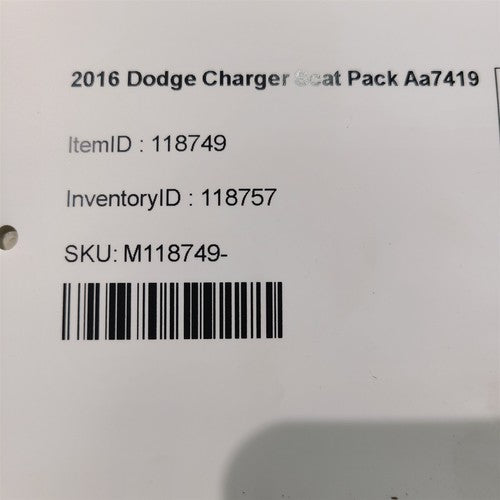 2016 Dodge Charger Scat Pack Aa7419
ItemID : 118749
InventoryID : 118757
SKU: M118749-